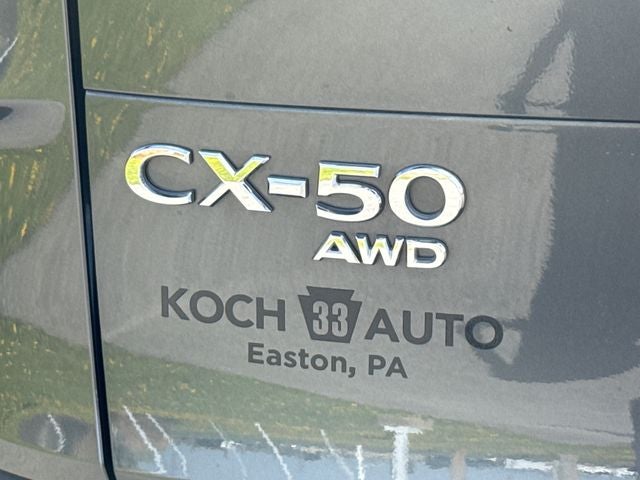 CX-50
AWD
KOCH 33 AUTO
Easton, PA